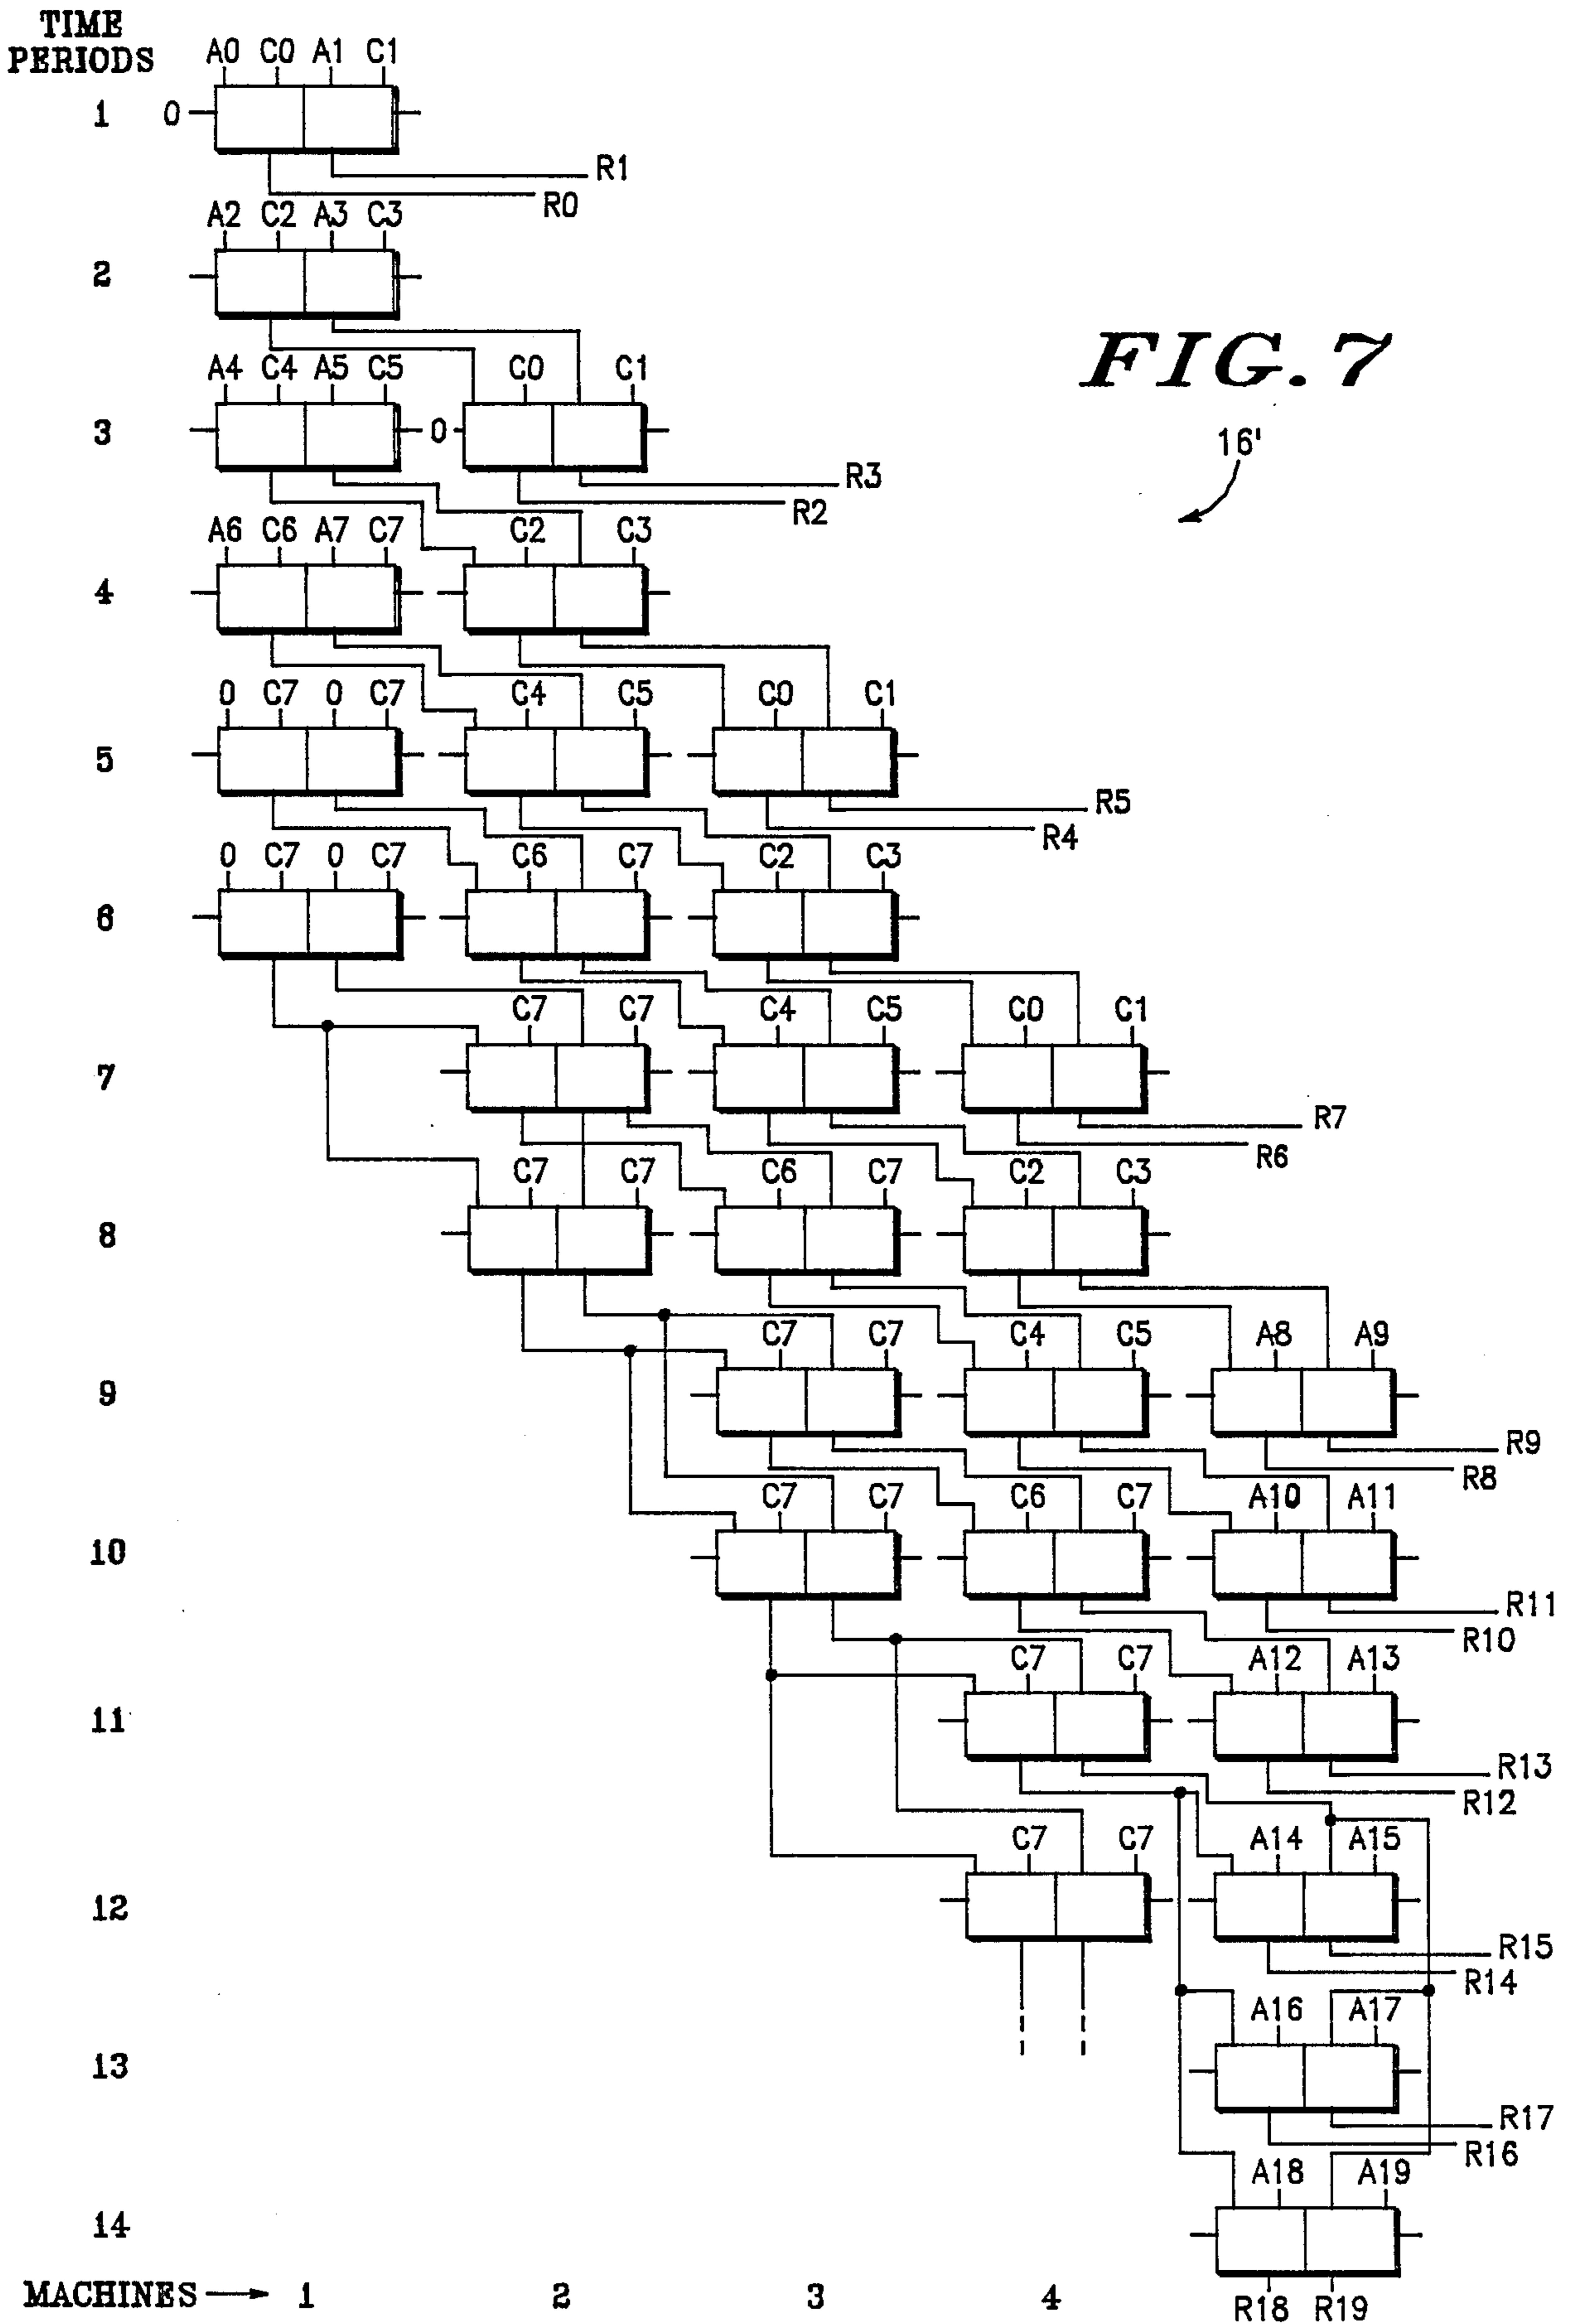 TIME
PERIODS
A0 C0 A1 C1
1 0
R1
R0
A2 C2 A3 C3
2
FIG. 7
A4 C4 A5 C5 C0 C1
3 0
16'
R3
R2
A6 C6 A7 C7 C2 C3
4
0 C7 0 C7 C4 C5 C0 C1
5
R5
R4
0 C7 0 C7 C6 C7 C2 C3
6
C7 C7 C4 C5 C0 C1
7
R7
R6
C7 C7 C6 C7 C2 C3
8
C7 C7 C4 C5 A8 A9
9
R9
R8
C7 C7 C6 C7 A10 A11
10
R11
R10
C7 C7 A12 A13
11
R13
R12
C7 C7 A14 A15
12
R15
R14
A16 A17
13
R17
R16
A18 A19
14
MACHINES 1 2 3 4
R18 R19